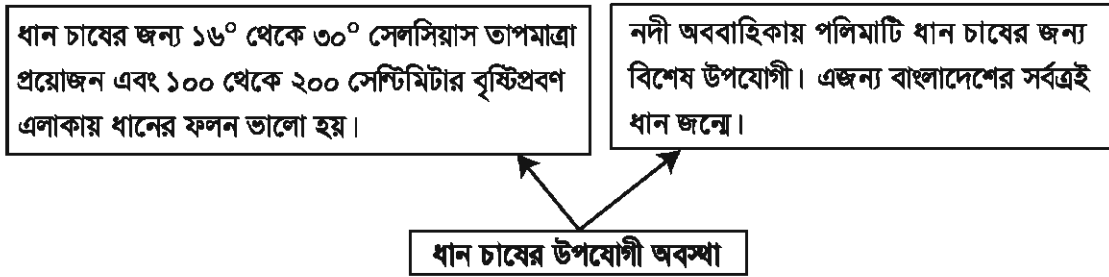 ধান চাষের জন্য ১৬° থেকে ৩০° সেলসিয়াস তাপমাত্রা
প্রয়োজন এবং ১০০ থেকে ২০০ সেন্টিমিটার বৃষ্টিপ্রবণ
এলাকায় ধানের ফলন ভালো হয়।
নদী অববাহিকায় পলিমাটি ধান চাষের জন্য
বিশেষ উপযোগী। এজন্য বাংলাদেশের সর্বত্রই
ধান জন্মে।
ধান চাষের উপযোগী অবস্থা